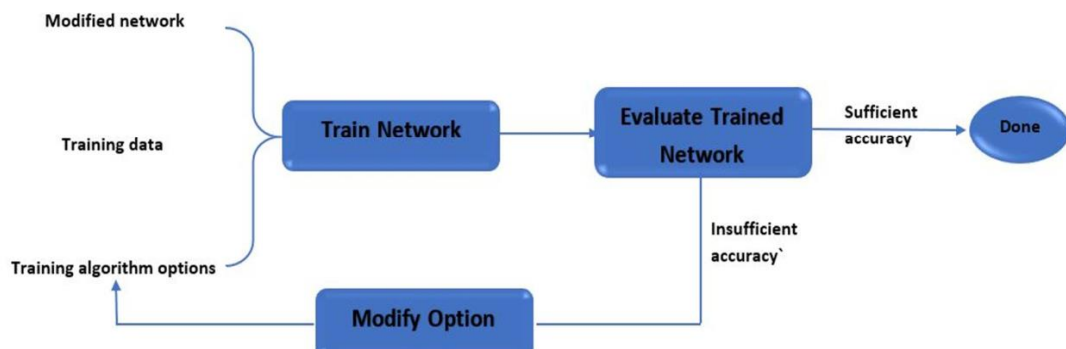 Modified network
Training data
Training algorithm options
Train Network
Evaluate Trained
Network
Sufficient
accuracy
Done
Insufficient
accuracy`
Modify Option